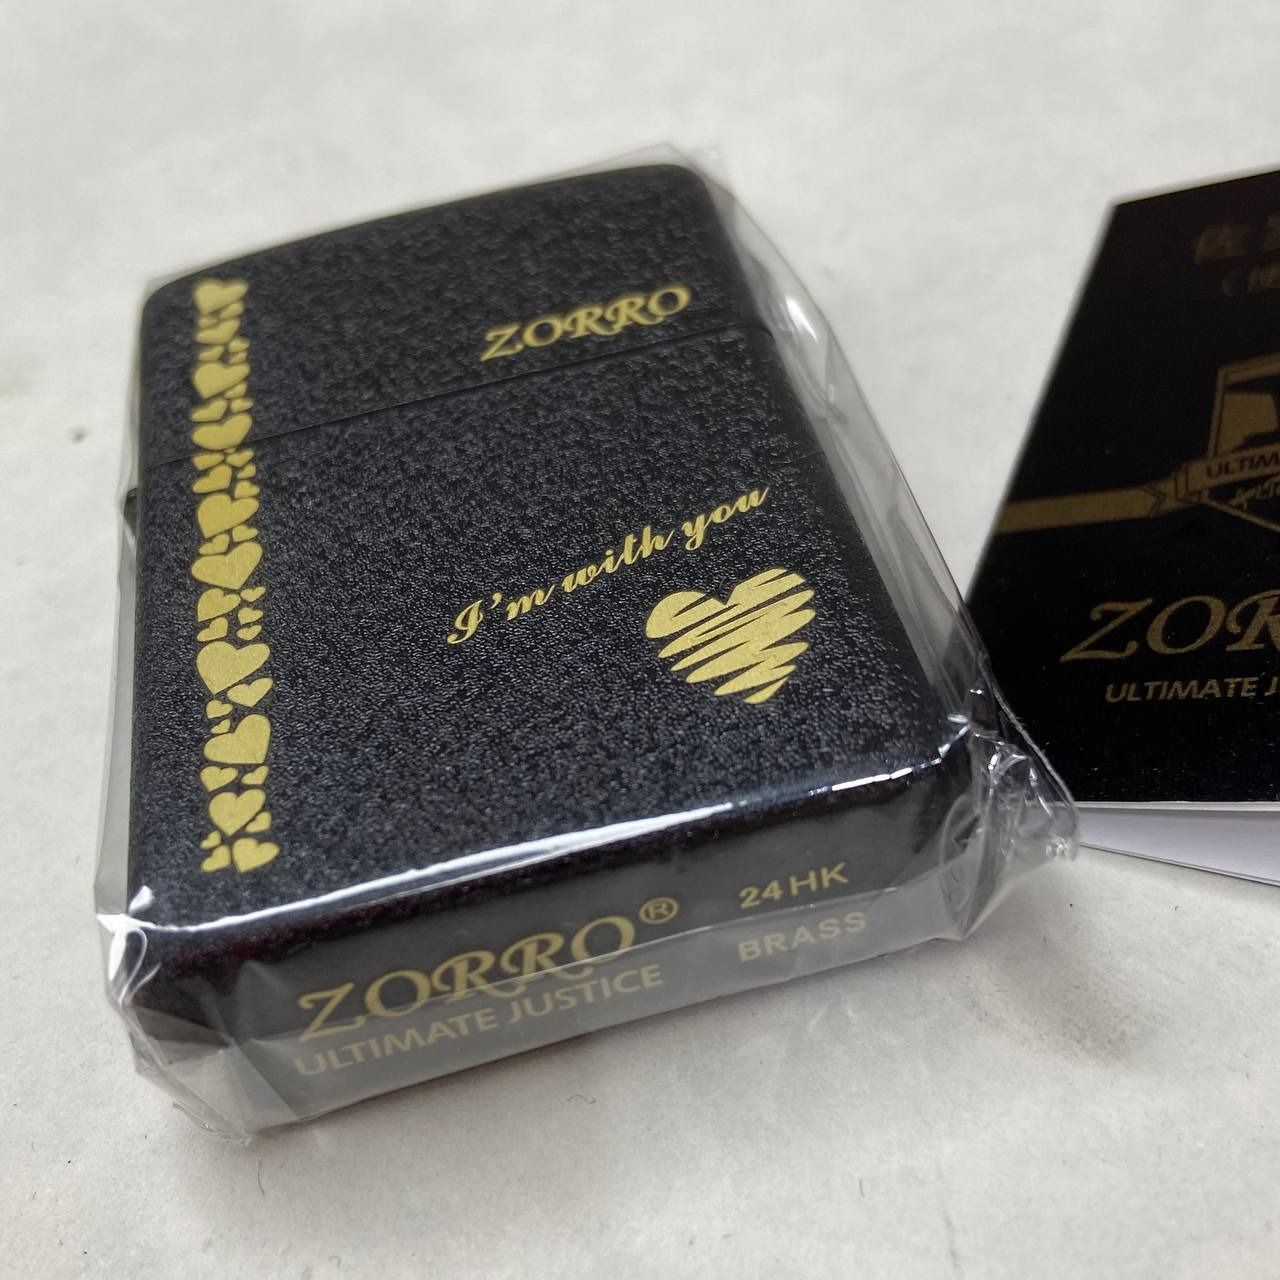 ZORRO
I'm with you
ZORRO®
ULTIMATE JUSTICE
24HK
BRASS
ULTIMATE